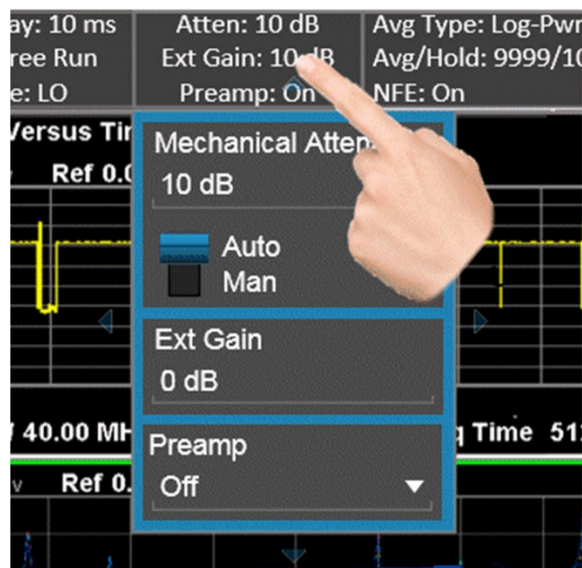 ay: 10 ms
Atten: 10 dB
Avg Type: Log-Pwr
ree Run
Ext Gain: 10 dB
Avg/Hold: 9999/10
e: LO
Preamp: On
NFE: On
Versus Tim
Ref 0.0
Mechanical Atten
10 dB
Auto
Man
Ext Gain
0 dB
40.00 MH
Time 51
Preamp
Ref 0.
Off